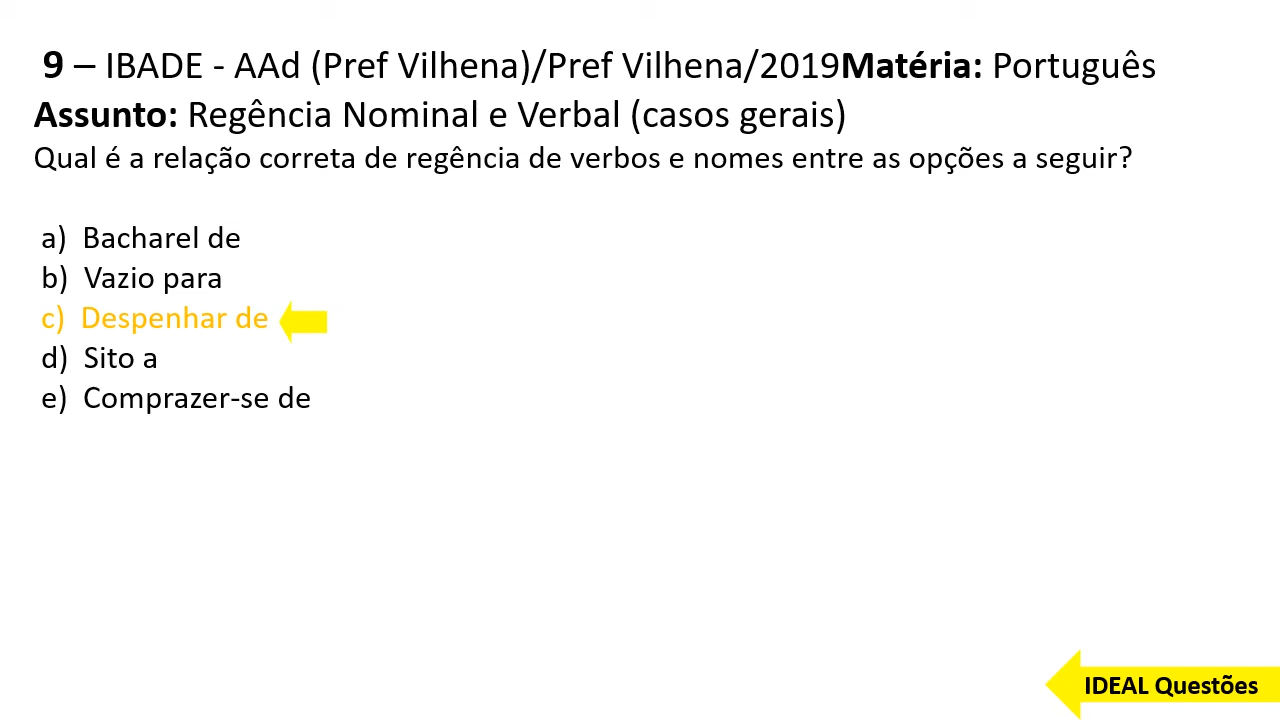 9 – IBADE - AAd (Pref Vilhena)/Pref Vilhena/2019Matéria: Português
Assunto: Regência Nominal e Verbal (casos gerais)
Qual é a relação correta de regência de verbos e nomes entre as opções a seguir?
a) Bacharel de
b) Vazio para
c) Despenhar de
d) Sito a
e) Comprazer-se de
IDEAL Questões